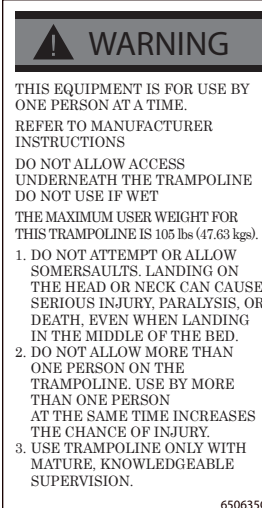 WARNING
THIS EQUIPMENT IS FOR USE BY
ONE PERSON AT A TIME.
REFER TO MANUFACTURER
INSTRUCTIONS
DO NOT ALLOW ACCESS
UNDERNEATH THE TRAMPOLINE
DO NOT USE IF WET
THE MAXIMUM USER WEIGHT FOR
THIS TRAMPOLINE IS 105 lbs (47.63 kgs).
1. DO NOT ATTEMPT OR ALLOW
SOMERSAULTS. LANDING ON
THE HEAD OR NECK CAN CAUSE
SERIOUS INJURY, PARALYSIS, OR
DEATH, EVEN WHEN LANDING
IN THE MIDDLE OF THE BED.
2. DO NOT ALLOW MORE THAN
ONE PERSON ON THE
TRAMPOLINE. USE BY MORE
THAN ONE PERSON
AT THE SAME TIME INCREASES
THE CHANCE OF INJURY.
3. USE TRAMPOLINE ONLY WITH
MATURE, KNOWLEDGEABLE
SUPERVISION.
6506350